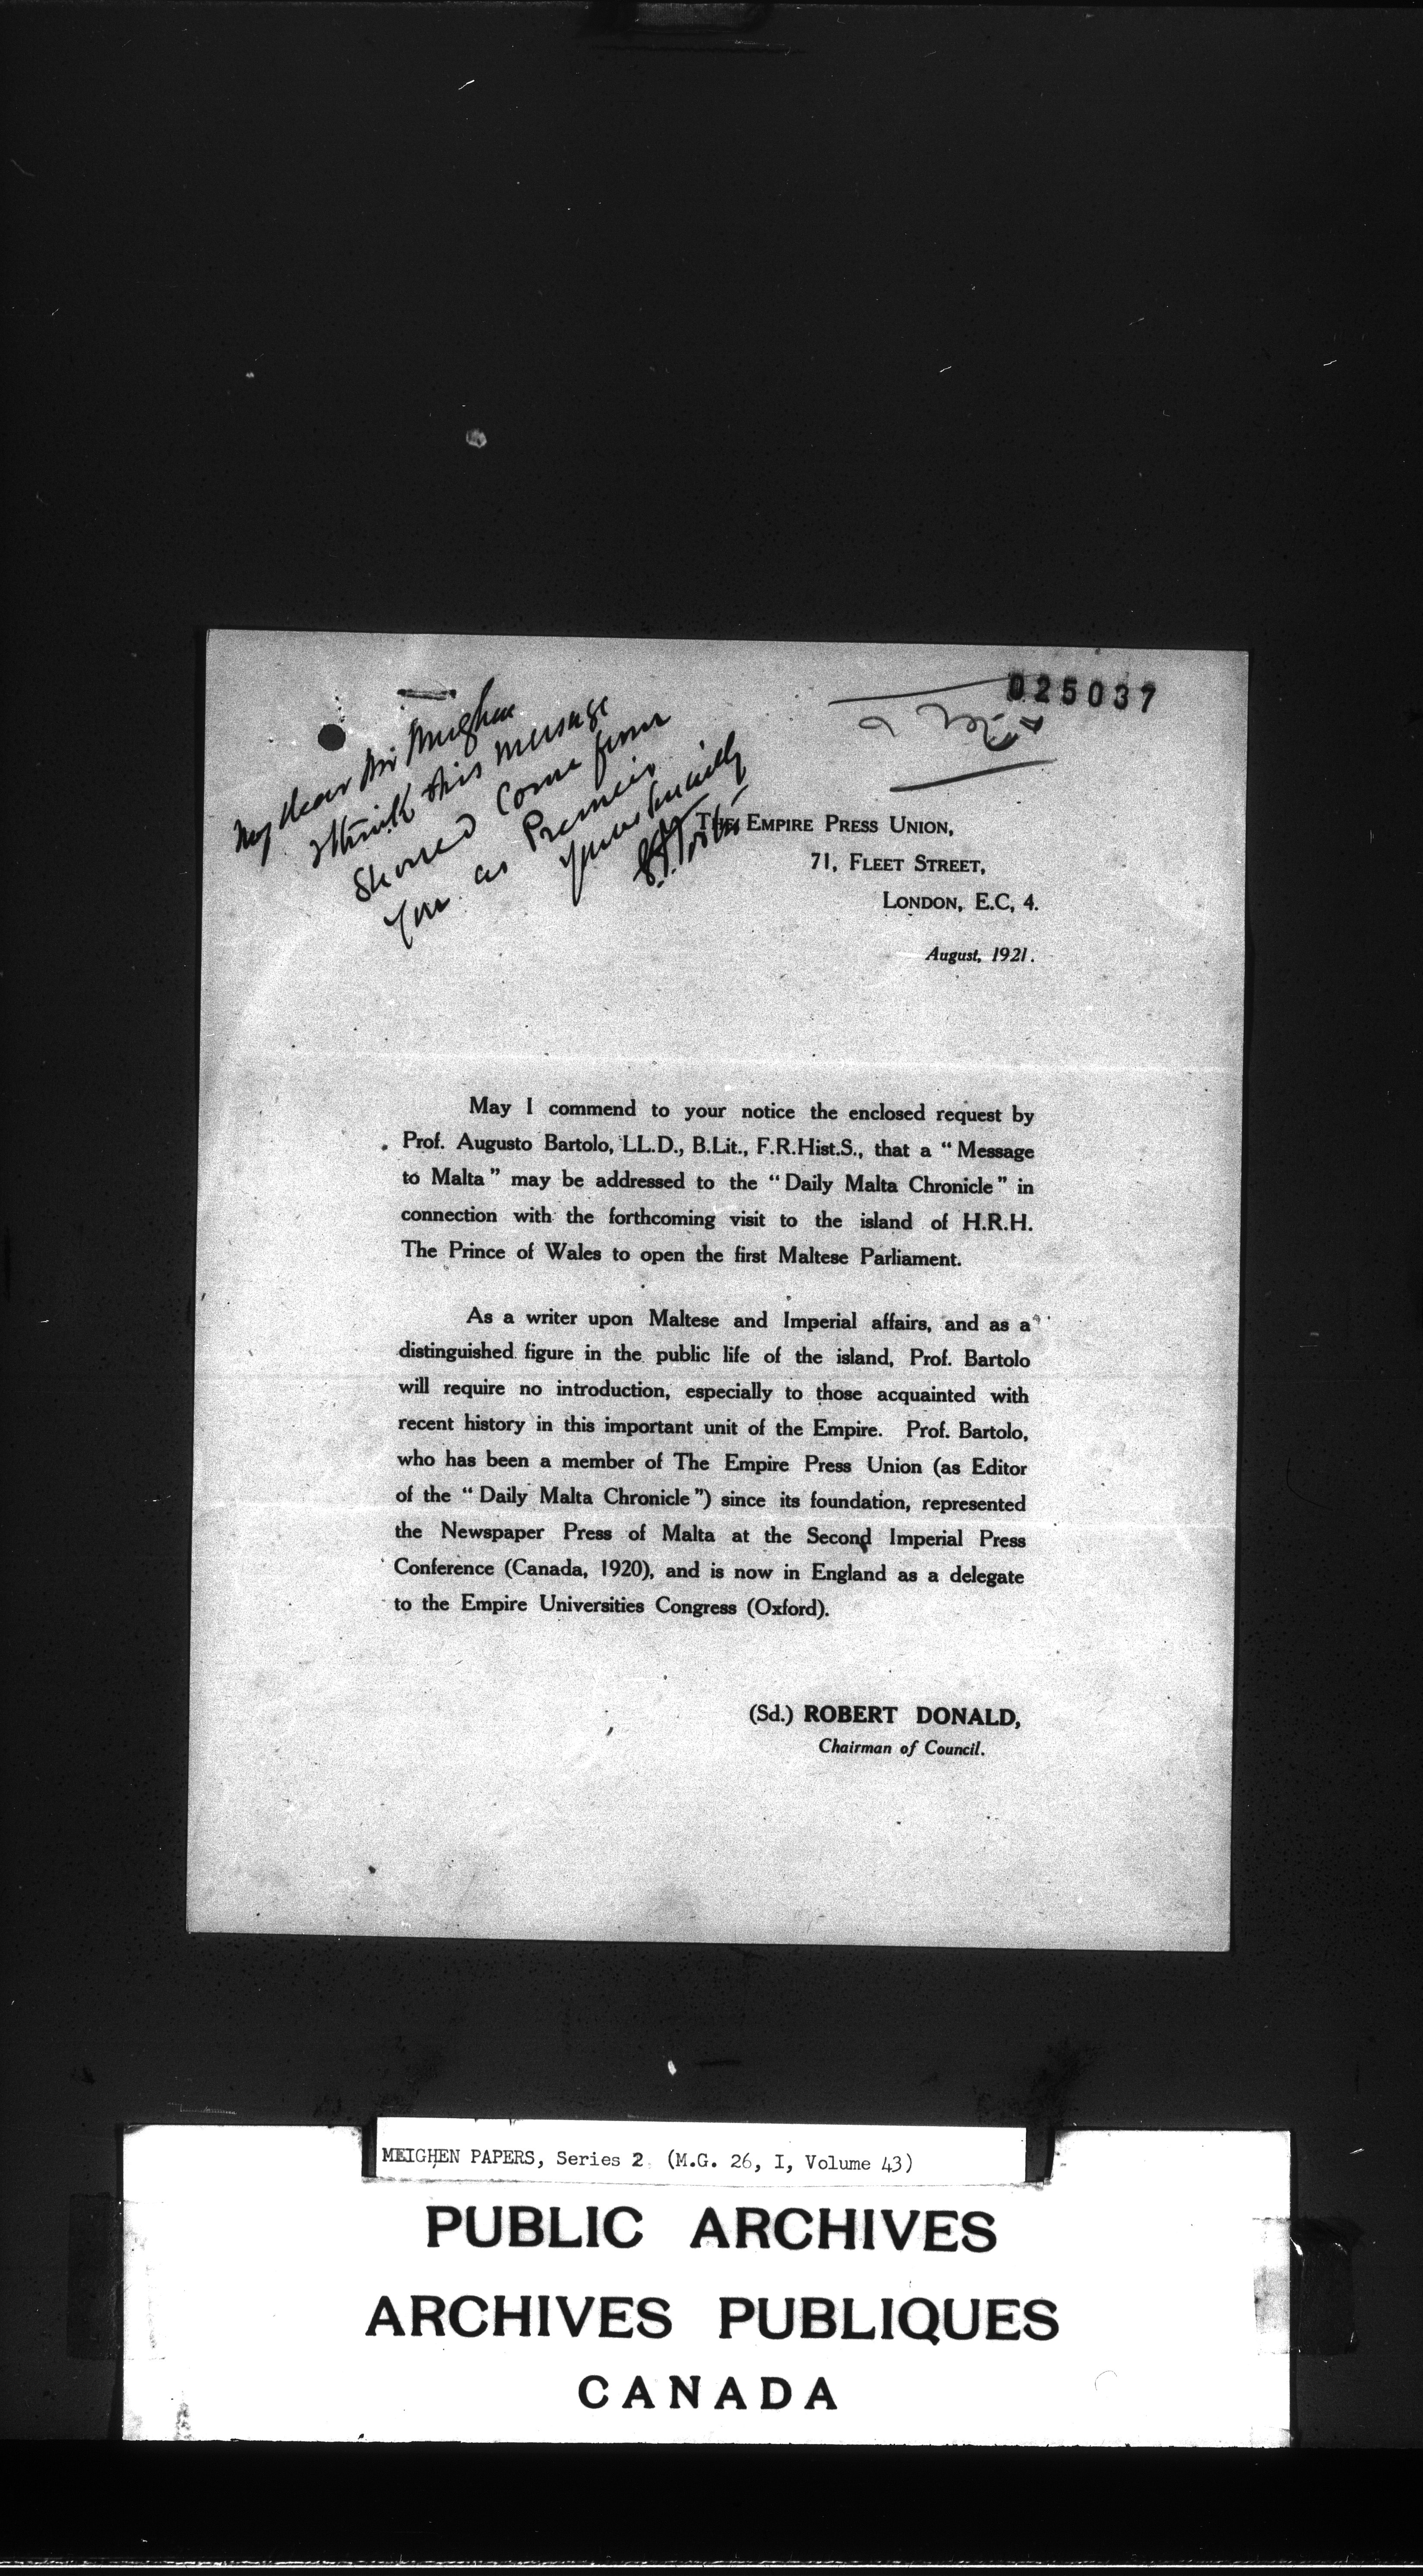 025037
My dear Mr Meighen
I think this message
should come from
you as Premier
Yours sincerely
THE EMPIRE PRESS UNION,
71, FLEET STREET,
LONDON, E.C, 4.
August, 1921.
May I commend to your notice the enclosed request by
Prof. Augusto Bartolo, LL.D., B.Lit., F.R.Hist.S., that a “ Message
to Malta ” may be addressed to the “ Daily Malta Chronicle ” in
connection with the forthcoming visit to the island of H.R.H.
The Prince of Wales to open the first Maltese Parliament.
As a writer upon Maltese and Imperial affairs, and as a
distinguished figure in the public life of the island, Prof. Bartolo
will require no introduction, especially to those acquainted with
recent history in this important unit of the Empire. Prof. Bartolo,
who has been a member of The Empire Press Union (as Editor
of the “ Daily Malta Chronicle ”) since its foundation, represented
the Newspaper Press of Malta at the Second Imperial Press
Conference (Canada, 1920), and is now in England as a delegate
to the Empire Universities Congress (Oxford).
(Sd.) ROBERT DONALD,
Chairman of Council.
MEIGHEN PAPERS, Series 2 (M.G. 26, I, Volume 43)
PUBLIC ARCHIVES
ARCHIVES PUBLIQUES
CANADA